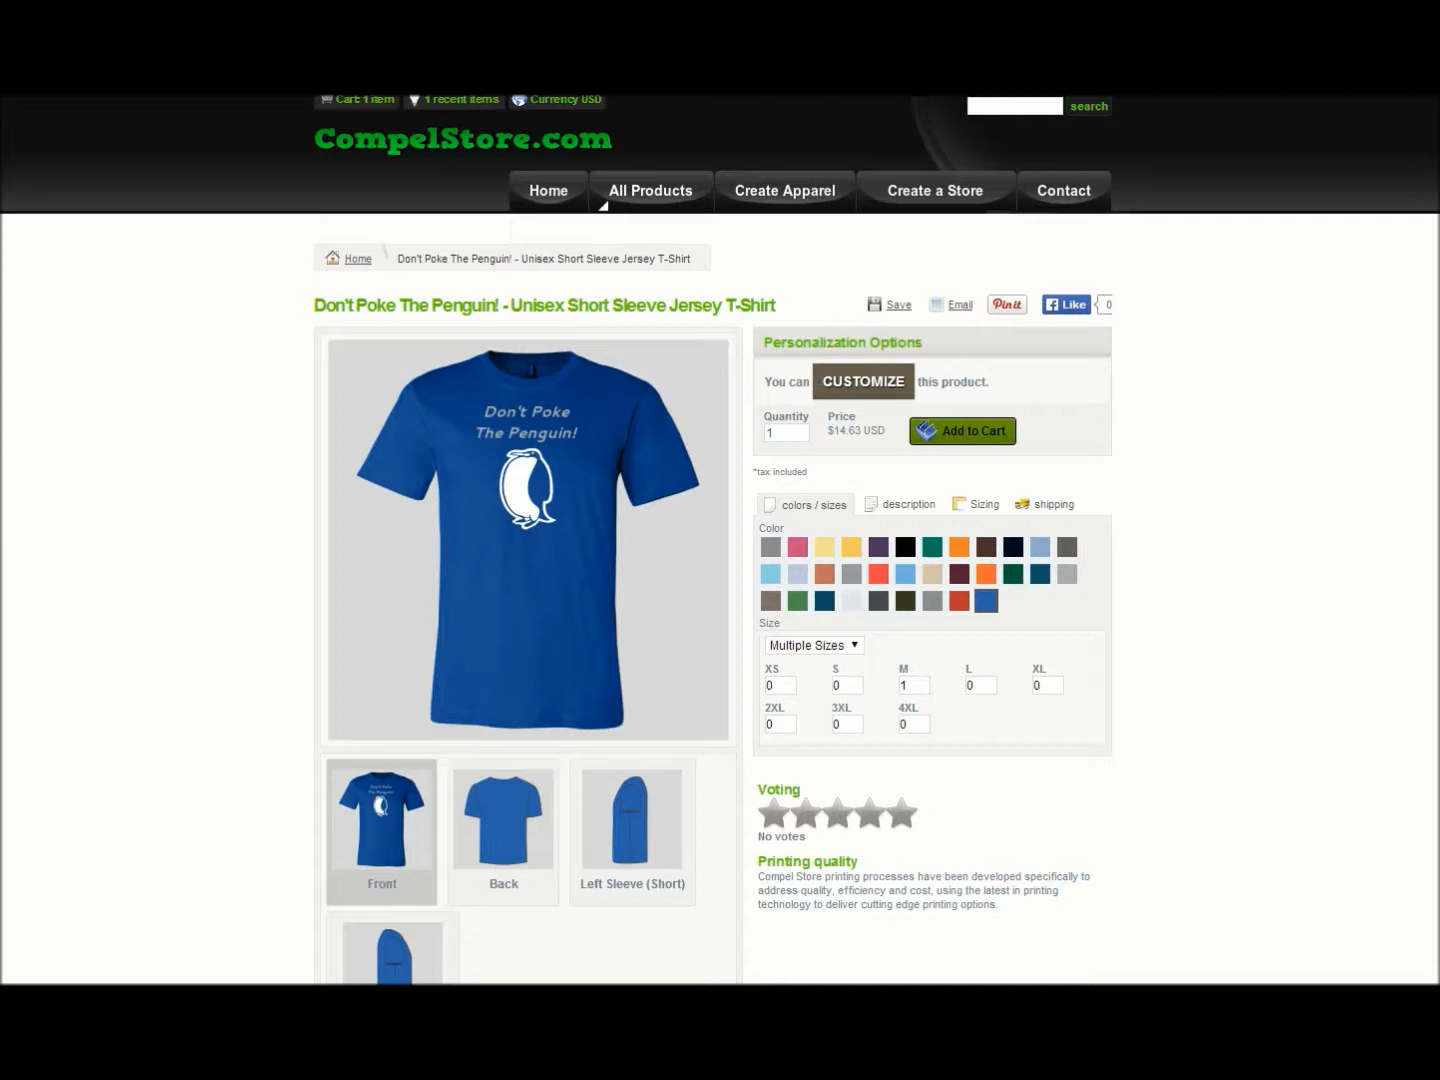 Cart: 1 item 1 recent items Currency USD
search
CompelStore.com
Home All Products Create Apparel Create a Store Contact
Home Don't Poke The Penguin! - Unisex Short Sleeve Jersey T-Shirt
Don't Poke The Penguin! - Unisex Short Sleeve Jersey T-Shirt
Save Email Pin it Like 0
Personalization Options
You can CUSTOMIZE this product.
Quantity Price
1 $14.63 USD Add to Cart
*tax included
Don't Poke
The Penguin!
colors / sizes description Sizing shipping
Color
Size
Multiple Sizes
XS S M L XL
0 0 1 0 0
2XL 3XL 4XL
0 0 0
Front Back Left Sleeve (Short)
Voting
No votes
Printing quality
Compel Store printing processes have been developed specifically to
address quality, efficiency and cost, using the latest in printing
technology to deliver cutting edge printing options.